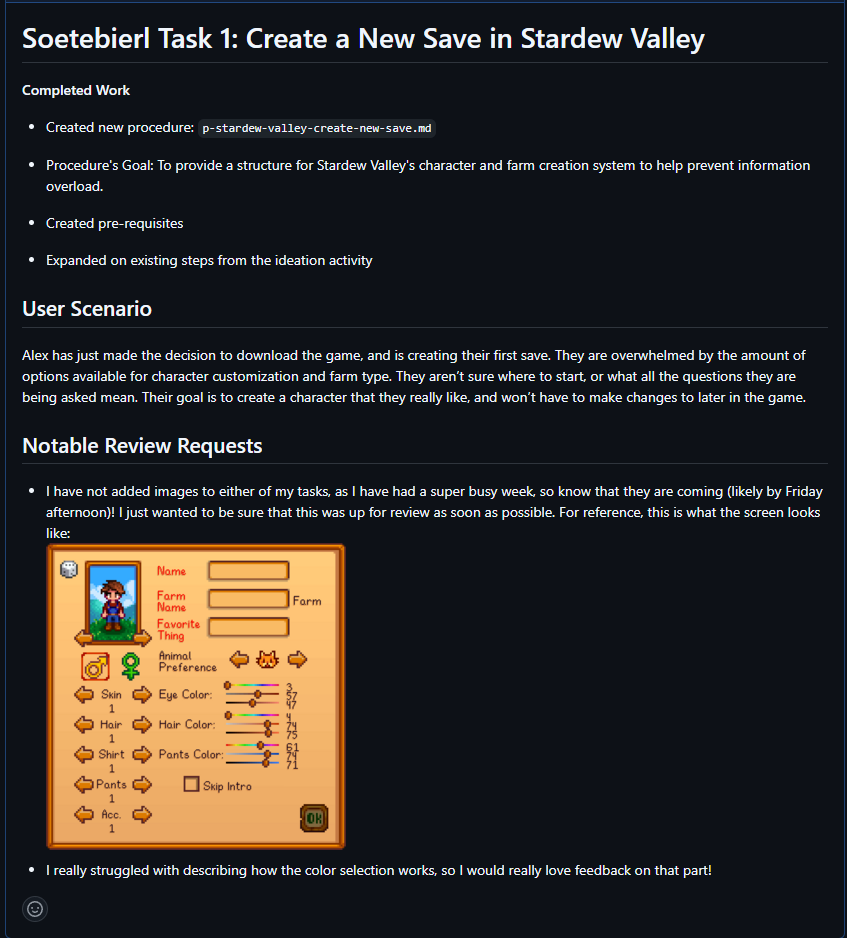 Soetebierl Task 1: Create a New Save in Stardew Valley
Completed Work
Created new procedure: p-stardew-valley-create-new-save.md
Procedure's Goal: To provide a structure for Stardew Valley's character and farm creation system to help prevent information
overload.
Created pre-requisites
Expanded on existing steps from the ideation activity
User Scenario
Alex has just made the decision to download the game, and is creating their first save. They are overwhelmed by the amount of
options available for character customization and farm type. They aren’t sure where to start, or what all the questions they are
being asked mean. Their goal is to create a character that they really like, and won’t have to make changes to later in the game.
Notable Review Requests
I have not added images to either of my tasks, as I have had a super busy week, so know that they are coming (likely by Friday
afternoon)! I just wanted to be sure that this was up for review as soon as possible. For reference, this is what the screen looks
like:
Name
Farm
Name
Farm
Favorite
Thing
Animal
Preference
Skin
1
Eye Color:
3
57
47
Hair
1
Hair Color:
4
74
75
Shirt
1
Pants Color:
61
74
71
Pants
1
Skip Intro
Acc.
1
OK
I really struggled with describing how the color selection works, so I would really love feedback on that part!